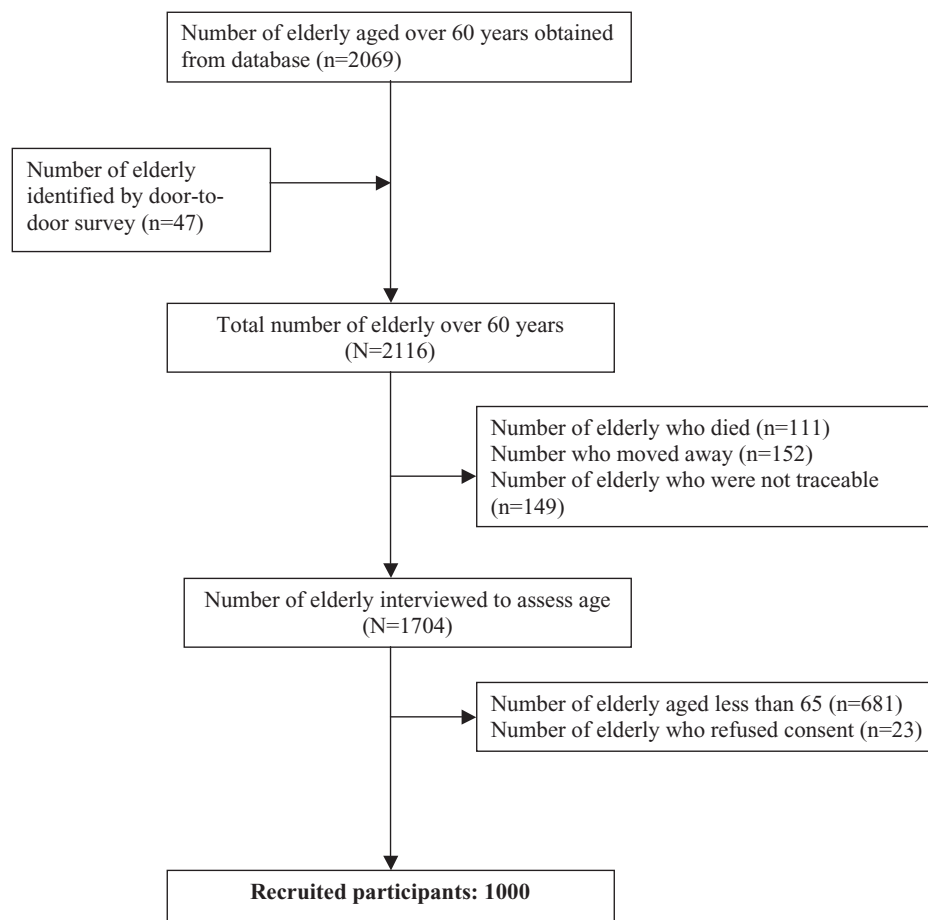 Number of elderly aged over 60 years obtained
from database (n=2069)
Number of elderly
identified by door-to-
door survey (n=47)
Total number of elderly over 60 years
(N=2116)
Number of elderly who died (n=111)
Number who moved away (n=152)
Number of elderly who were not traceable
(n=149)
Number of elderly interviewed to assess age
(N=1704)
Number of elderly aged less than 65 (n=681)
Number of elderly who refused consent (n=23)
Recruited participants: 1000